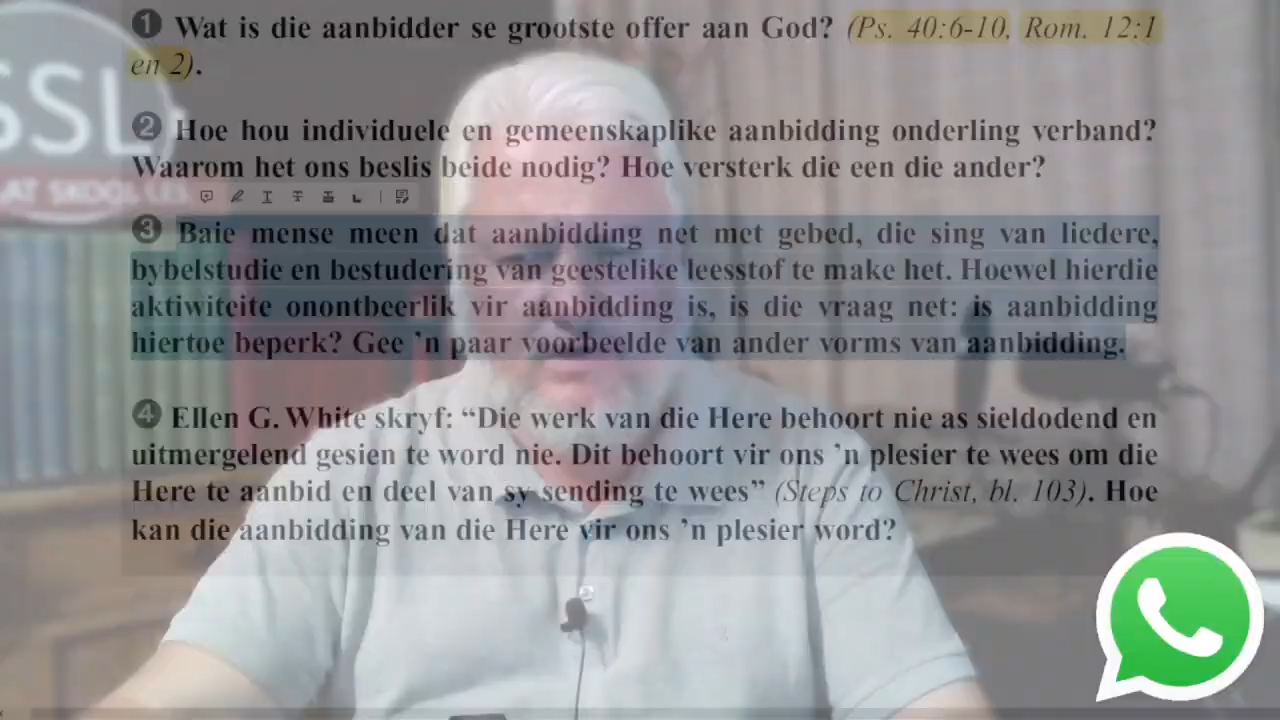 ❶ Wat is die aanbidder se grootste offer aan God? (Ps. 40:6-10, Rom. 12:1
en 2).
SSL
❷ Hoe hou individuele en gemeenskaplike aanbidding onderling verband?
Waarom het ons beslis beide nodig? Hoe versterk die een die ander?
AT SKOOL LES
❸ Baie mense meen dat aanbidding net met gebed, die sing van liedere,
bybelstudie en bestudering van geestelike leesstof te make het. Hoewel hierdie
aktiwiteite onontbeerlik vir aanbidding is, is die vraag net: is aanbidding
hiertoe beperk? Gee ’n paar voorbeelde van ander vorms van aanbidding.
❹ Ellen G. White skryf: “Die werk van die Here behoort nie as sieldodend en
uitmergelend gesien te word nie. Dit behoort vir ons ’n plesier te wees om die
Here te aanbid en deel van sy sending te wees” (Steps to Christ, bl. 103). Hoe
kan die aanbidding van die Here vir ons ’n plesier word?